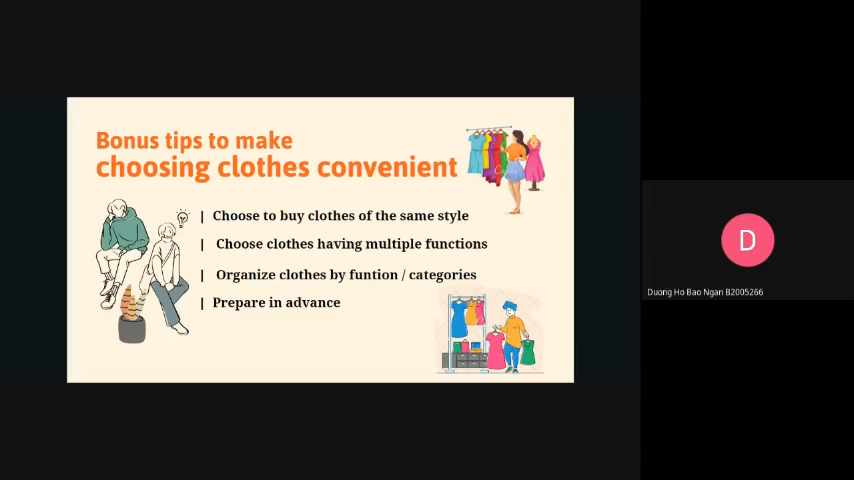 Bonus tips to make
choosing clothes convenient
| Choose to buy clothes of the same style
| Choose clothes having multiple functions
| Organize clothes by funtion / categories
| Prepare in advance
D
Duong Ho Bao Ngan B2005266